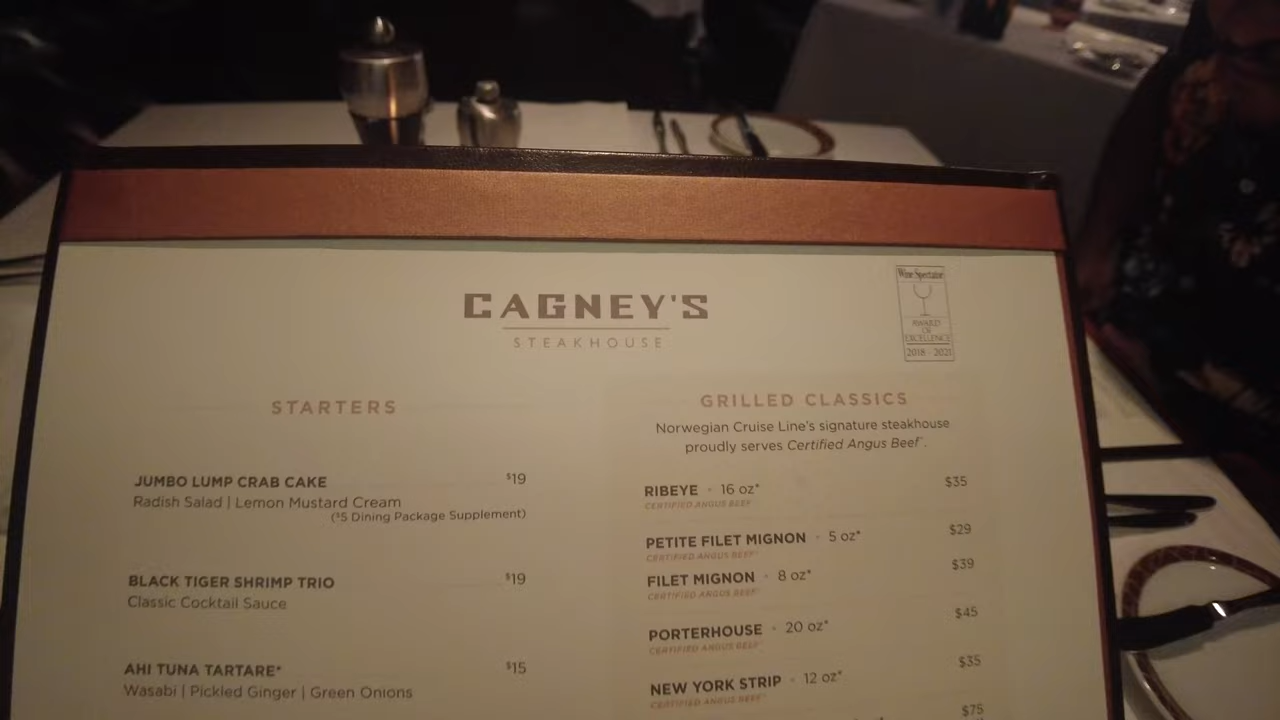 CAGNEY'S
STEAKHOUSE
Wine Spectator
AWARD
OF
EXCELLENCE
2018 - 2021
STARTERS
JUMBO LUMP CRAB CAKE $19
Radish Salad | Lemon Mustard Cream
($5 Dining Package Supplement)
BLACK TIGER SHRIMP TRIO $19
Classic Cocktail Sauce
AHI TUNA TARTARE* $15
Wasabi | Pickled Ginger | Green Onions
GRILLED CLASSICS
Norwegian Cruise Line's signature steakhouse
proudly serves Certified Angus Beef®.
RIBEYE • 16 oz* $35
CERTIFIED ANGUS BEEF®
PETITE FILET MIGNON • 5 oz* $29
CERTIFIED ANGUS BEEF®
FILET MIGNON • 8 oz* $39
CERTIFIED ANGUS BEEF®
PORTERHOUSE • 20 oz* $45
CERTIFIED ANGUS BEEF®
NEW YORK STRIP • 12 oz* $35
CERTIFIED ANGUS BEEF®
$75